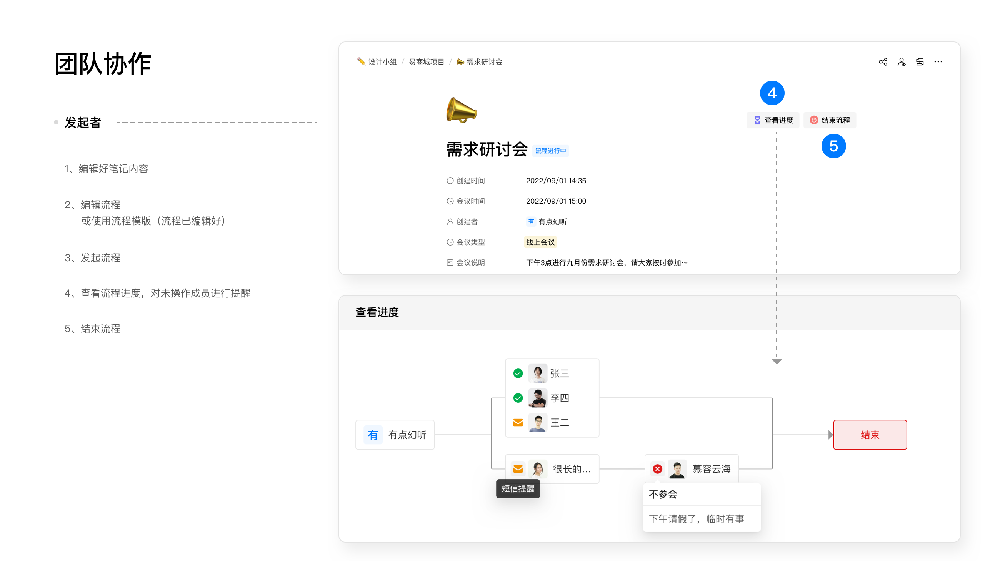 团队协作
发起者
1、编辑好笔记内容
2、编辑流程
或使用流程模版（流程已编辑好）
3、发起流程
4、查看流程进度，对未操作成员进行提醒
5、结束流程
设计小组 / 易商城项目 / 需求研讨会
4
查看进度 结束流程
5
需求研讨会 流程进行中
创建时间 2022/09/01 14:35
会议时间 2022/09/01 15:00
创建者 有 有点幻听
会议类型 线上会议
会议说明 下午3点进行九月份需求研讨会，请大家按时参加～
查看进度
张三
李四
王二
有 有点幻听
结束
很长的...
慕容云海
短信提醒
不参会
下午请假了，临时有事